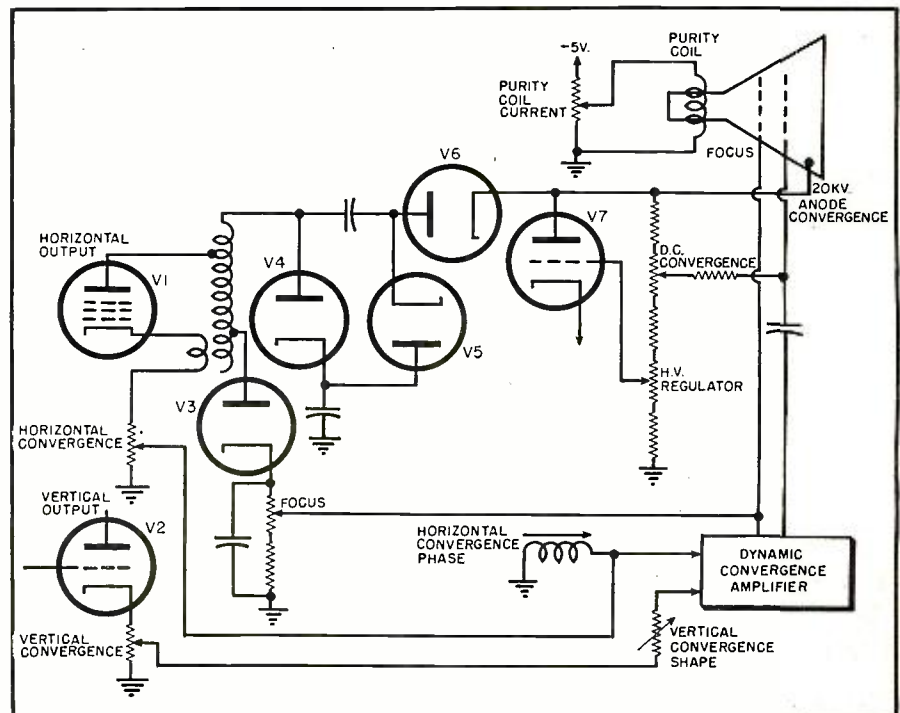 PURITY
COIL
-5V.
PURITY
COIL
CURRENT
FOCUS
20KV.
ANODE
CONVERGENCE
V6
V7
D.C.
CONVERGENCE
HORIZONTAL
OUTPUT
V1
V4
V5
H.V.
REGULATOR
V3
HORIZONTAL
CONVERGENCE
FOCUS
VERTICAL
OUTPUT
V2
HORIZONTAL
CONVERGENCE
PHASE
DYNAMIC
CONVERGENCE
AMPLIFIER
VERTICAL
CONVERGENCE
VERTICAL
CONVERGENCE
SHAPE